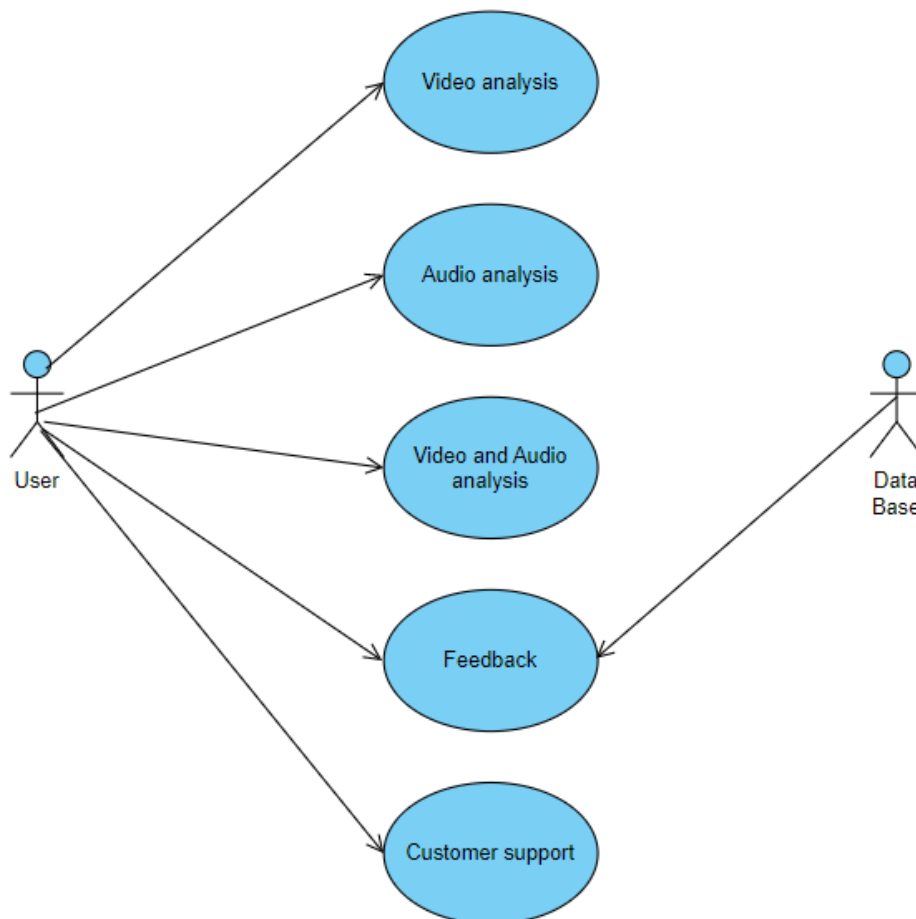 Video analysis
Audio analysis
User
Video and Audio
analysis
Data
Base
Feedback
Customer support